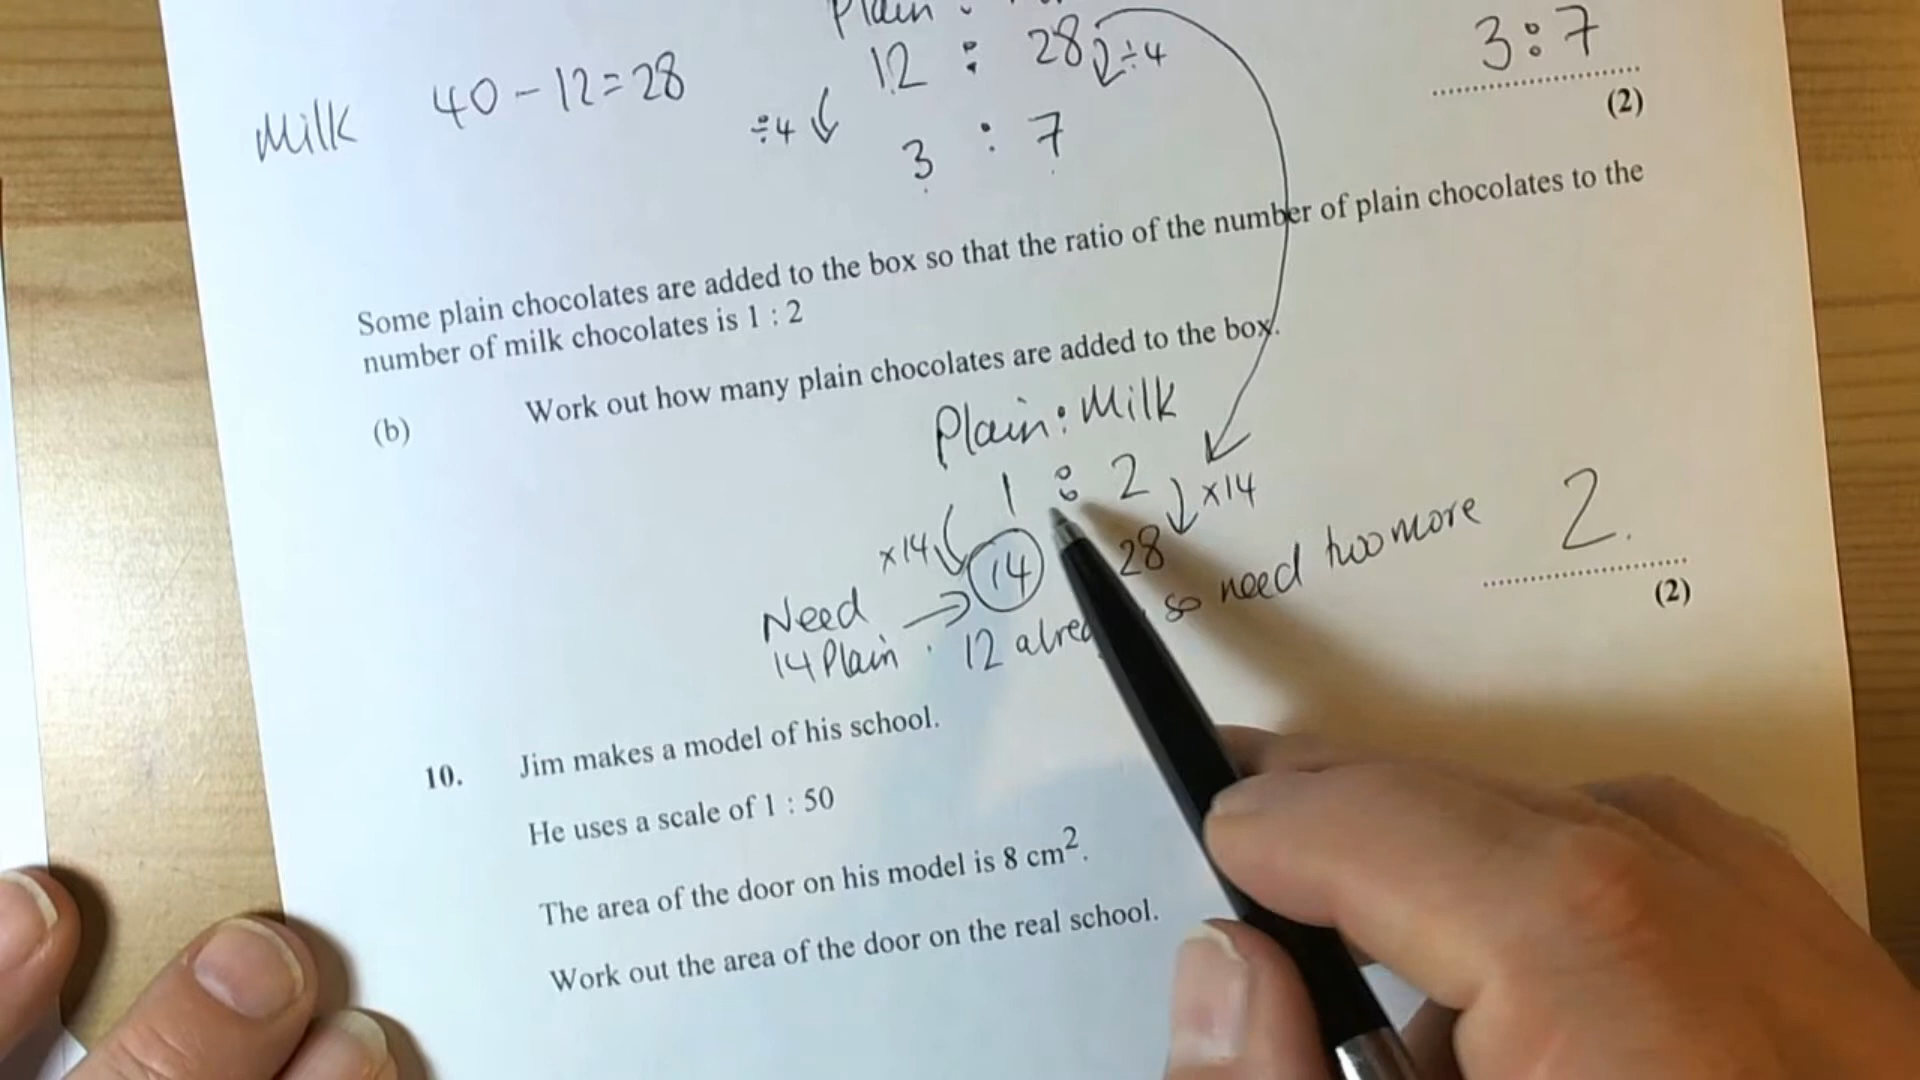 Plain :
12 : 28 ÷4
3:7
Milk 40-12=28
÷4
3 : 7
(2)
Some plain chocolates are added to the box so that the ratio of the number of plain chocolates to the
number of milk chocolates is 1 : 2
(b) Work out how many plain chocolates are added to the box.
Plain : Milk
1 : 2 ×14
×14 14 28
Need
14 Plain . 12 so need two more
2.
(2)
10. Jim makes a model of his school.
He uses a scale of 1 : 50
The area of the door on his model is 8 cm².
Work out the area of the door on the real school.